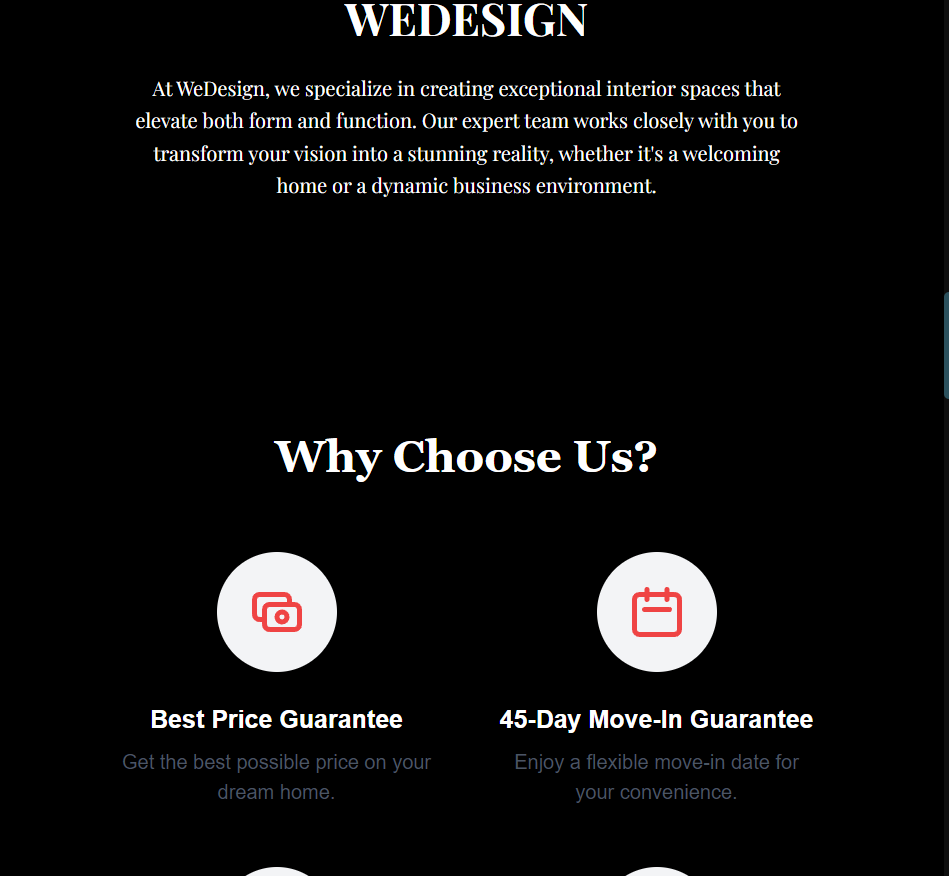 WEDESIGN
At WeDesign, we specialize in creating exceptional interior spaces that
elevate both form and function. Our expert team works closely with you to
transform your vision into a stunning reality, whether it's a welcoming
home or a dynamic business environment.
Why Choose Us?
Best Price Guarantee
Get the best possible price on your
dream home.
45-Day Move-In Guarantee
Enjoy a flexible move-in date for
your convenience.